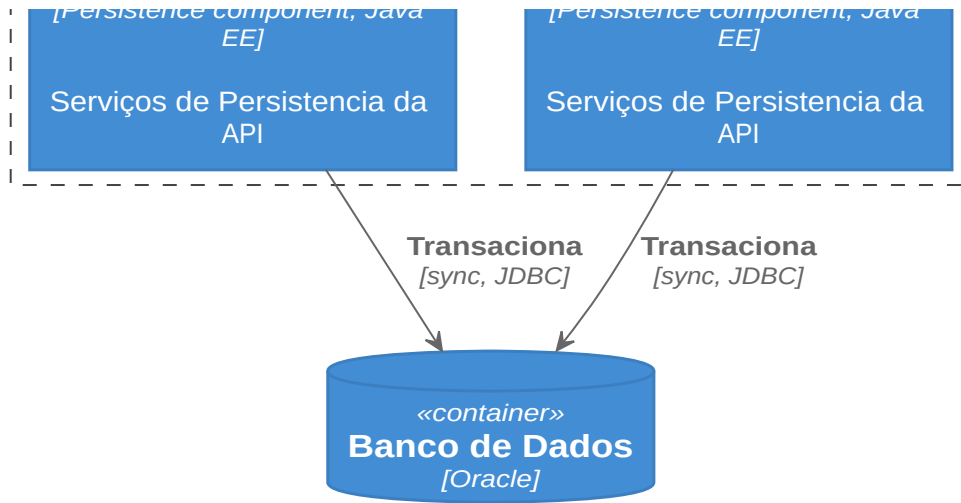 [Persistence component, Java
EE]
Serviços de Persistencia da
API
[Persistence component, Java
EE]
Serviços de Persistencia da
API
Transaciona
[sync, JDBC]
Transaciona
[sync, JDBC]
«container»
Banco de Dados
[Oracle]